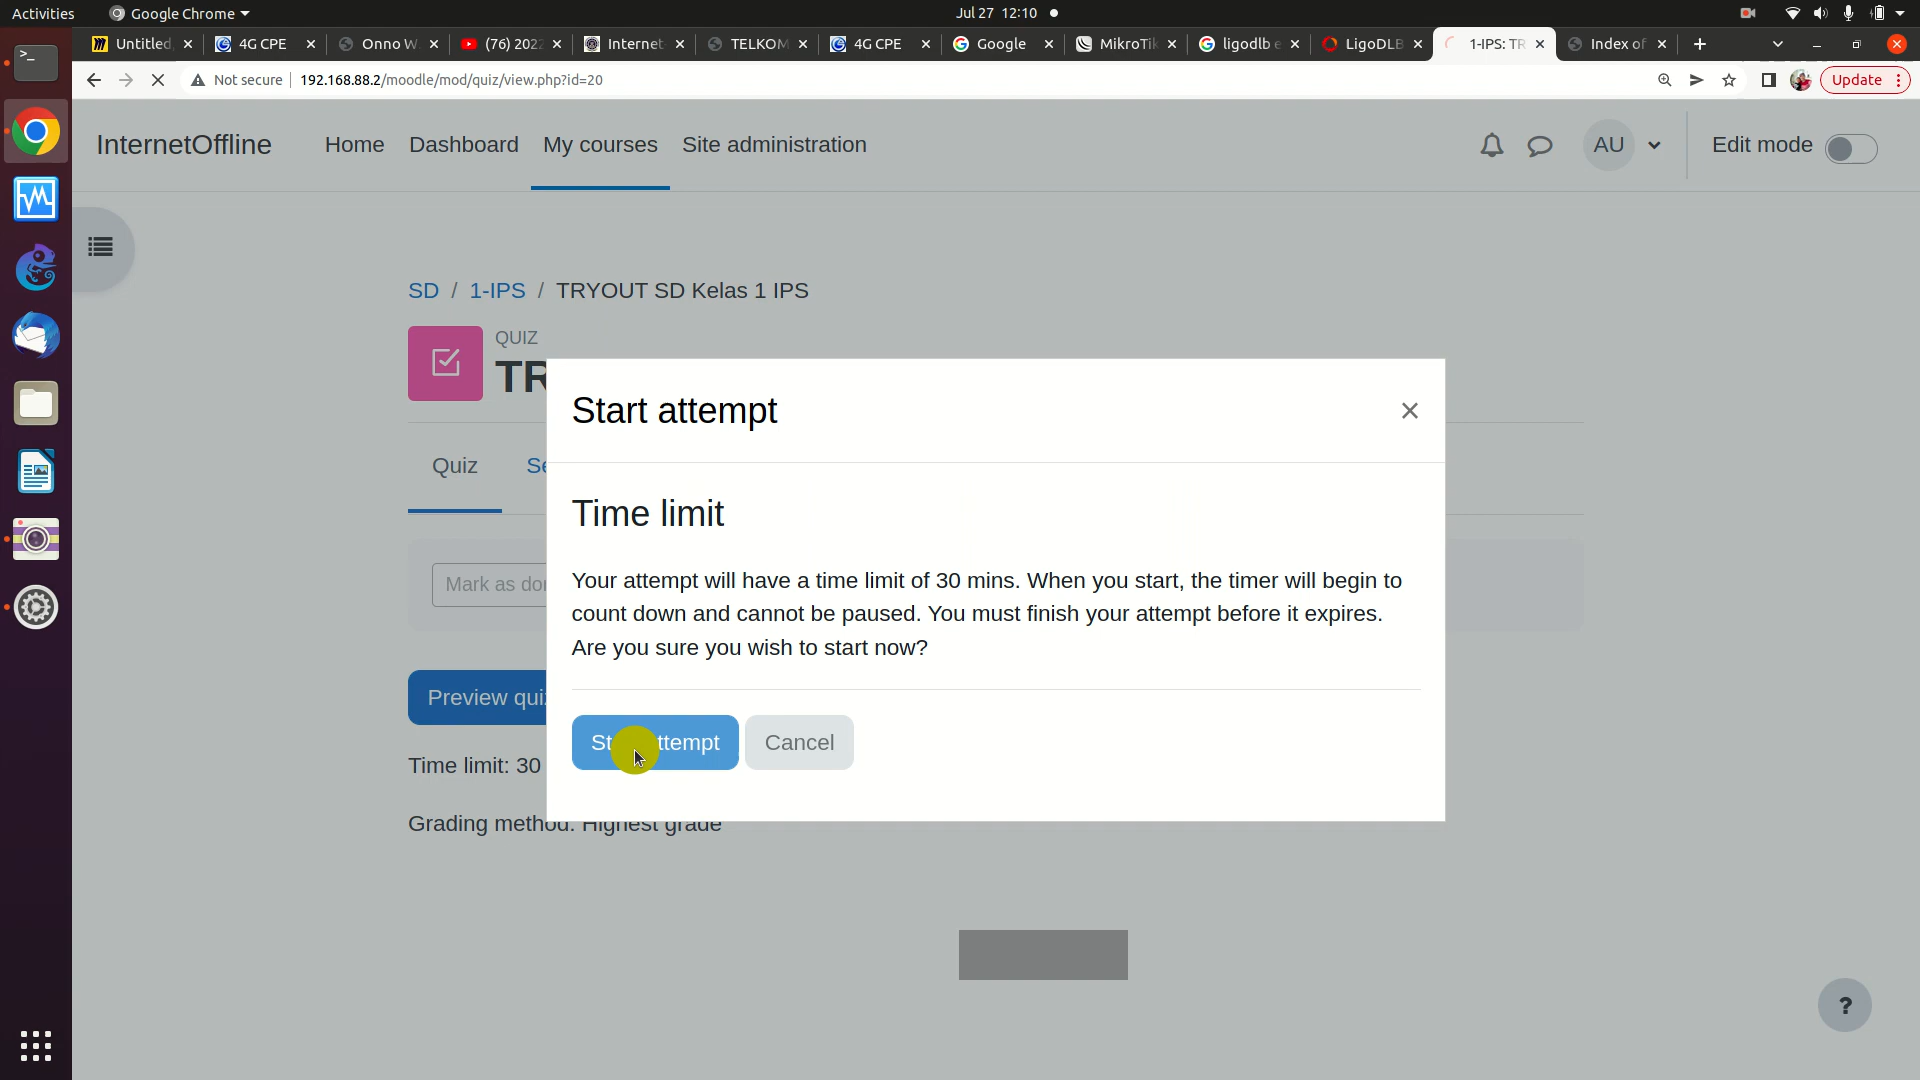 Activities
Google Chrome
Jul 27 12:10
Untitled
4G CPE
Onno W
(76) 202
Internet
TELKOM
4G CPE
Google
MikroTik
ligodlb e
LigoDLB
1-IPS: TR
Index of
Not secure
192.168.88.2/moodle/mod/quiz/view.php?id=20
Update
InternetOffline
Home
Dashboard
My courses
Site administration
AU
Edit mode
SD / 1-IPS / TRYOUT SD Kelas 1 IPS
QUIZ
TR
Start attempt
Quiz
Se
Time limit
Your attempt will have a time limit of 30 mins. When you start, the timer will begin to
count down and cannot be paused. You must finish your attempt before it expires.
Are you sure you wish to start now?
Mark as don
Preview qui
Start attempt
Cancel
Time limit: 30
Grading method: Highest grade
?